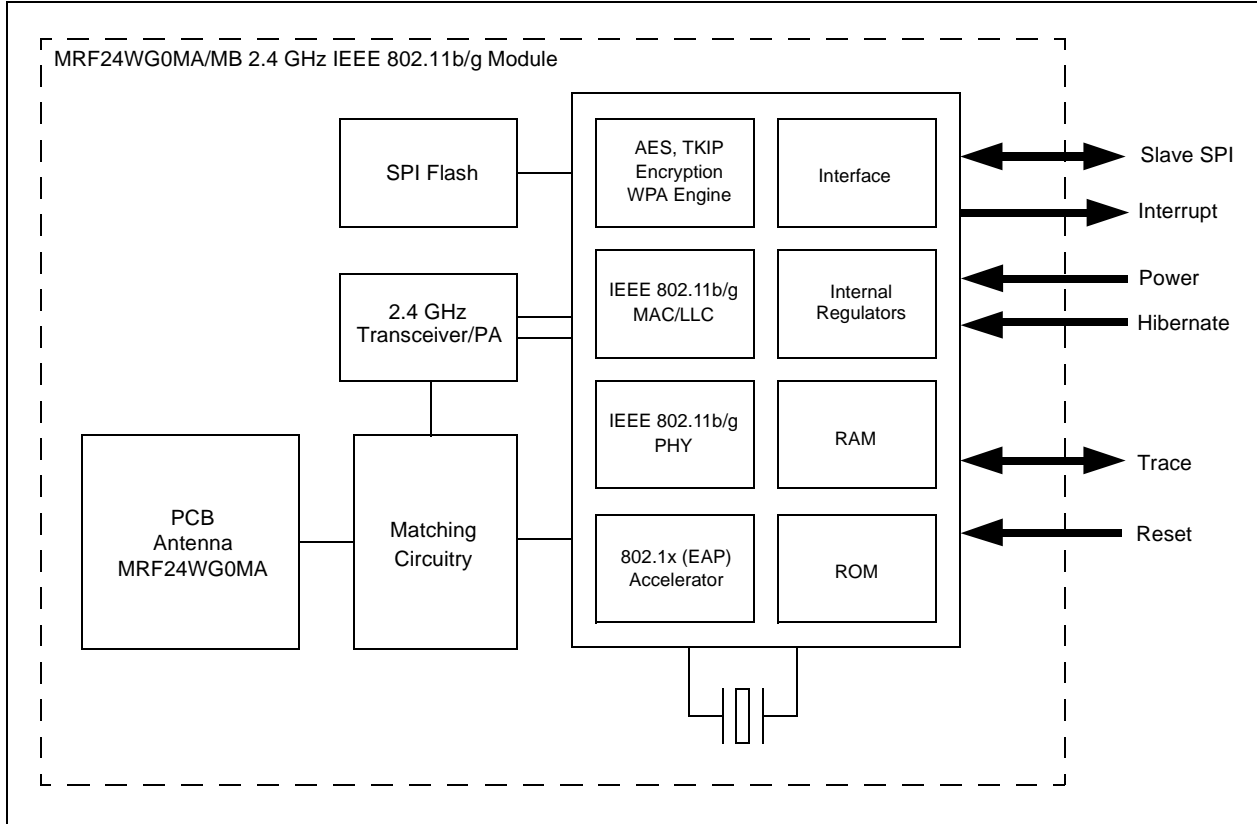 MRF24WG0MA/MB 2.4 GHz IEEE 802.11b/g Module
SPI Flash
AES, TKIP
Encryption
WPA Engine
Interface
Slave SPI
Interrupt
2.4 GHz
Transceiver/PA
IEEE 802.11b/g
MAC/LLC
Internal
Regulators
Power
Hibernate
IEEE 802.11b/g
PHY
RAM
Trace
PCB
Antenna
MRF24WG0MA
Matching
Circuitry
802.1x (EAP)
Accelerator
ROM
Reset